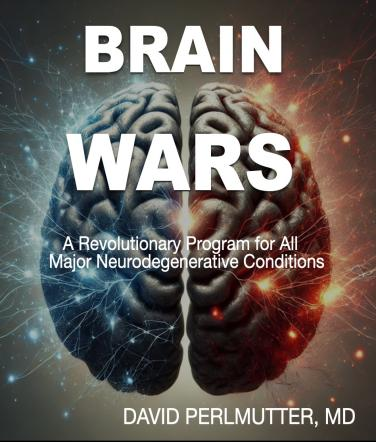 BRAIN
WARS
A Revolutionary Program for All
Major Neurodegenerative Conditions
DAVID PERLMUTTER, MD